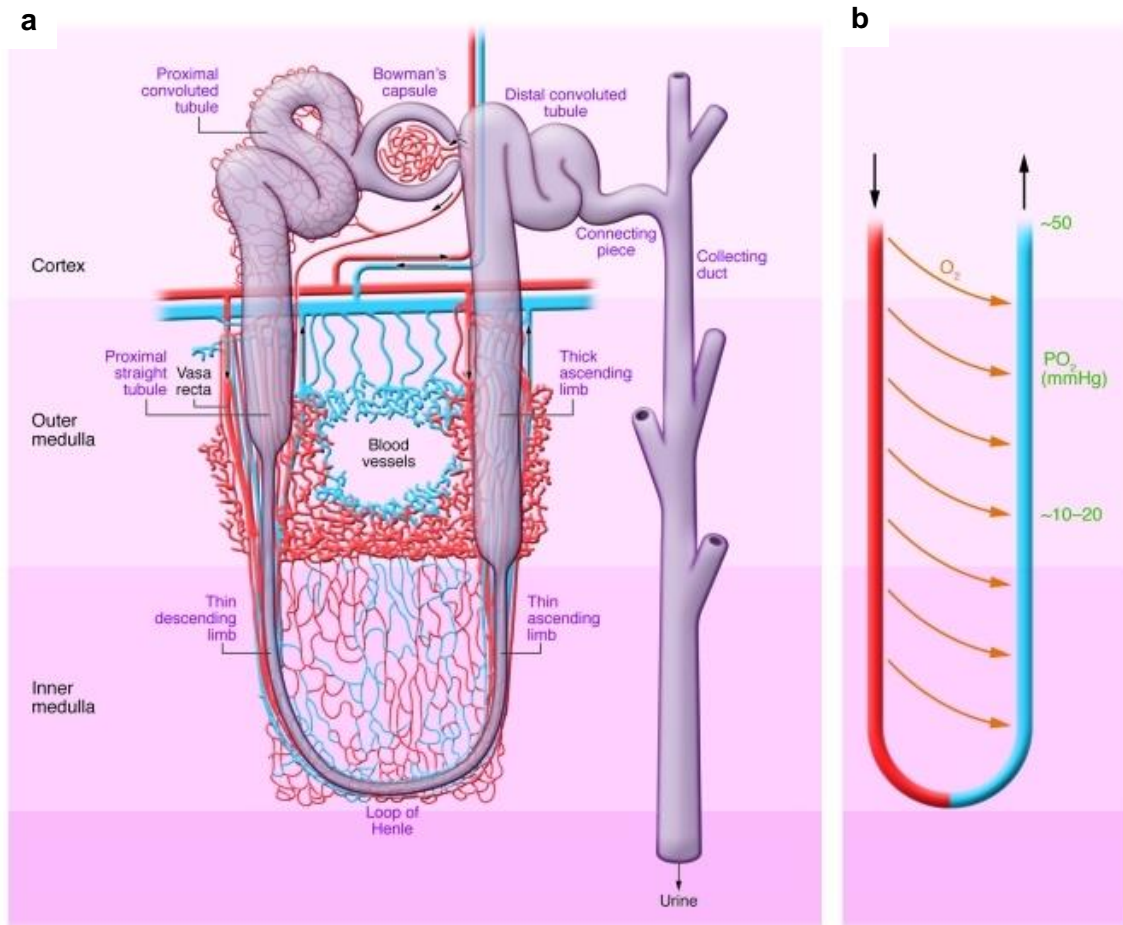 a
b
Proximal
convoluted
tubule
Bowman's
capsule
Distal convoluted
tubule
Connecting
piece
Collecting
duct
Cortex
Proximal
straight
tubule
Vasa
recta
Thick
ascending
limb
Outer
medulla
Blood
vessels
Thin
descending
limb
Thin
ascending
limb
Inner
medulla
Loop of
Henle
Urine
~50
O₂
PO₂
(mmHg)
~10–20